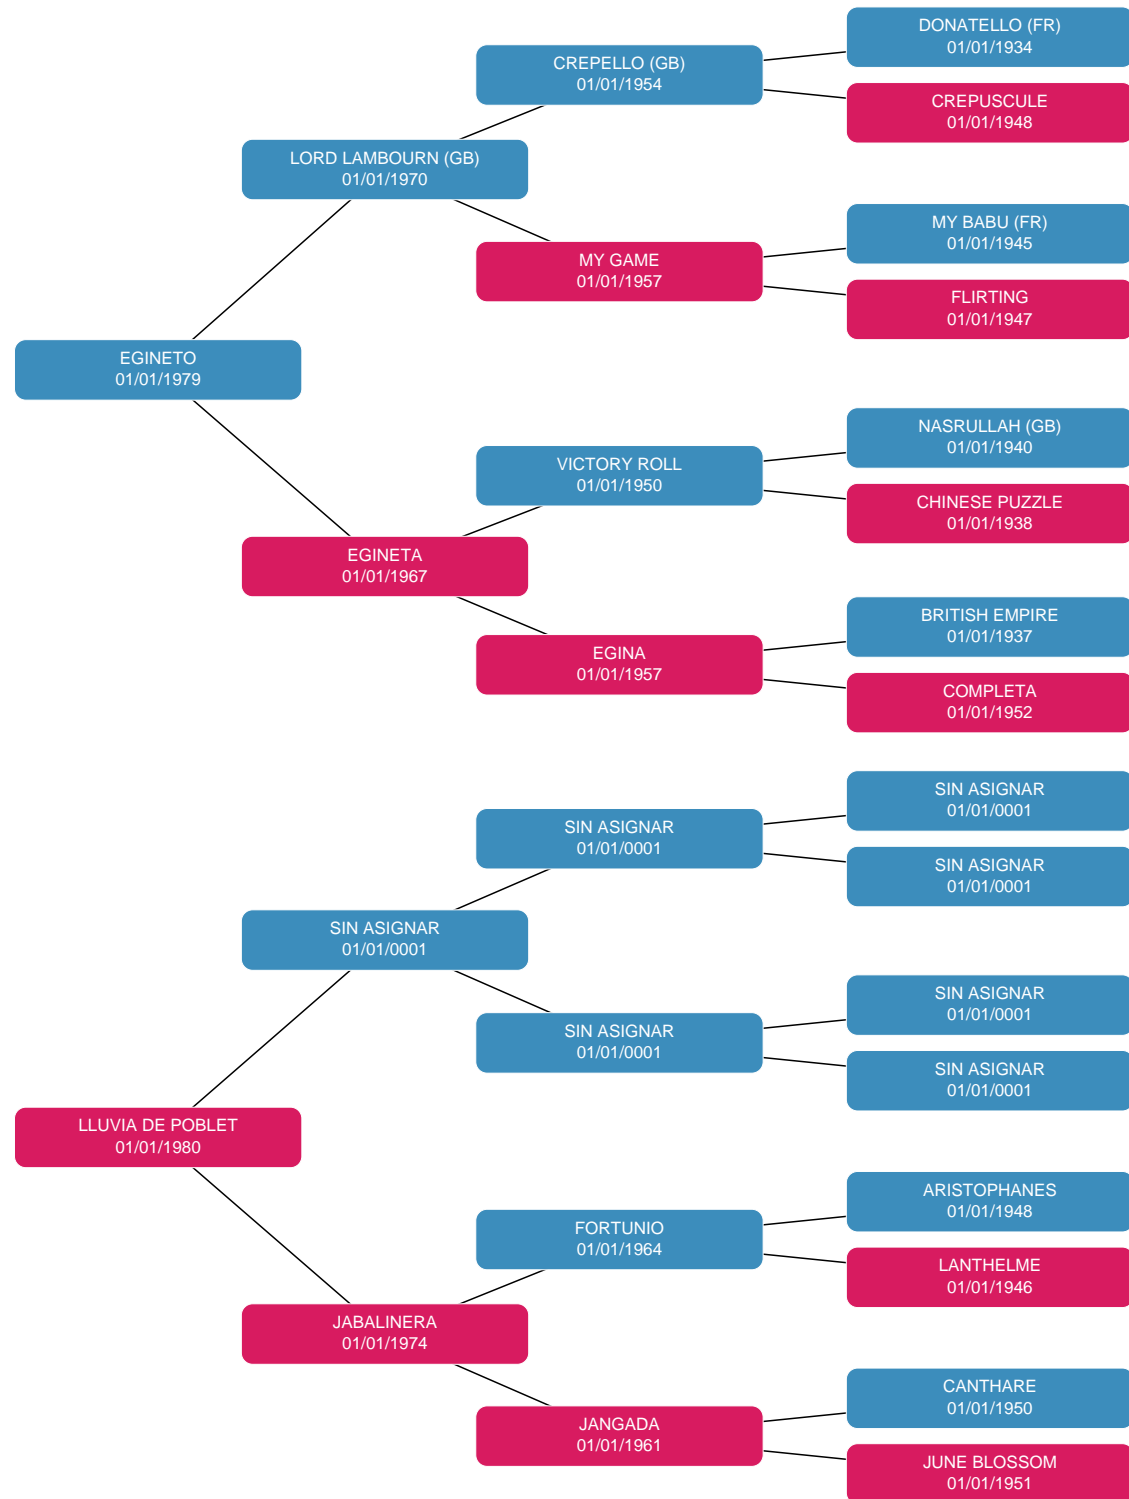 DONATELLO (FR)
01/01/1934
CREPELLO (GB)
01/01/1954
CREPUSCULE
01/01/1948
LORD LAMBOURN (GB)
01/01/1970
MY BABU (FR)
01/01/1945
MY GAME
01/01/1957
FLIRTING
01/01/1947
EGINETO
01/01/1979
NASRULLAH (GB)
01/01/1940
VICTORY ROLL
01/01/1950
CHINESE PUZZLE
01/01/1938
EGINETA
01/01/1967
BRITISH EMPIRE
01/01/1937
EGINA
01/01/1957
COMPLETA
01/01/1952
SIN ASIGNAR
01/01/0001
SIN ASIGNAR
01/01/0001
SIN ASIGNAR
01/01/0001
SIN ASIGNAR
01/01/0001
SIN ASIGNAR
01/01/0001
SIN ASIGNAR
01/01/0001
SIN ASIGNAR
01/01/0001
LLUVIA DE POBLET
01/01/1980
ARISTOPHANES
01/01/1948
FORTUNIO
01/01/1964
LANTHELME
01/01/1946
JABALINERA
01/01/1974
CANTHARE
01/01/1950
JANGADA
01/01/1961
JUNE BLOSSOM
01/01/1951